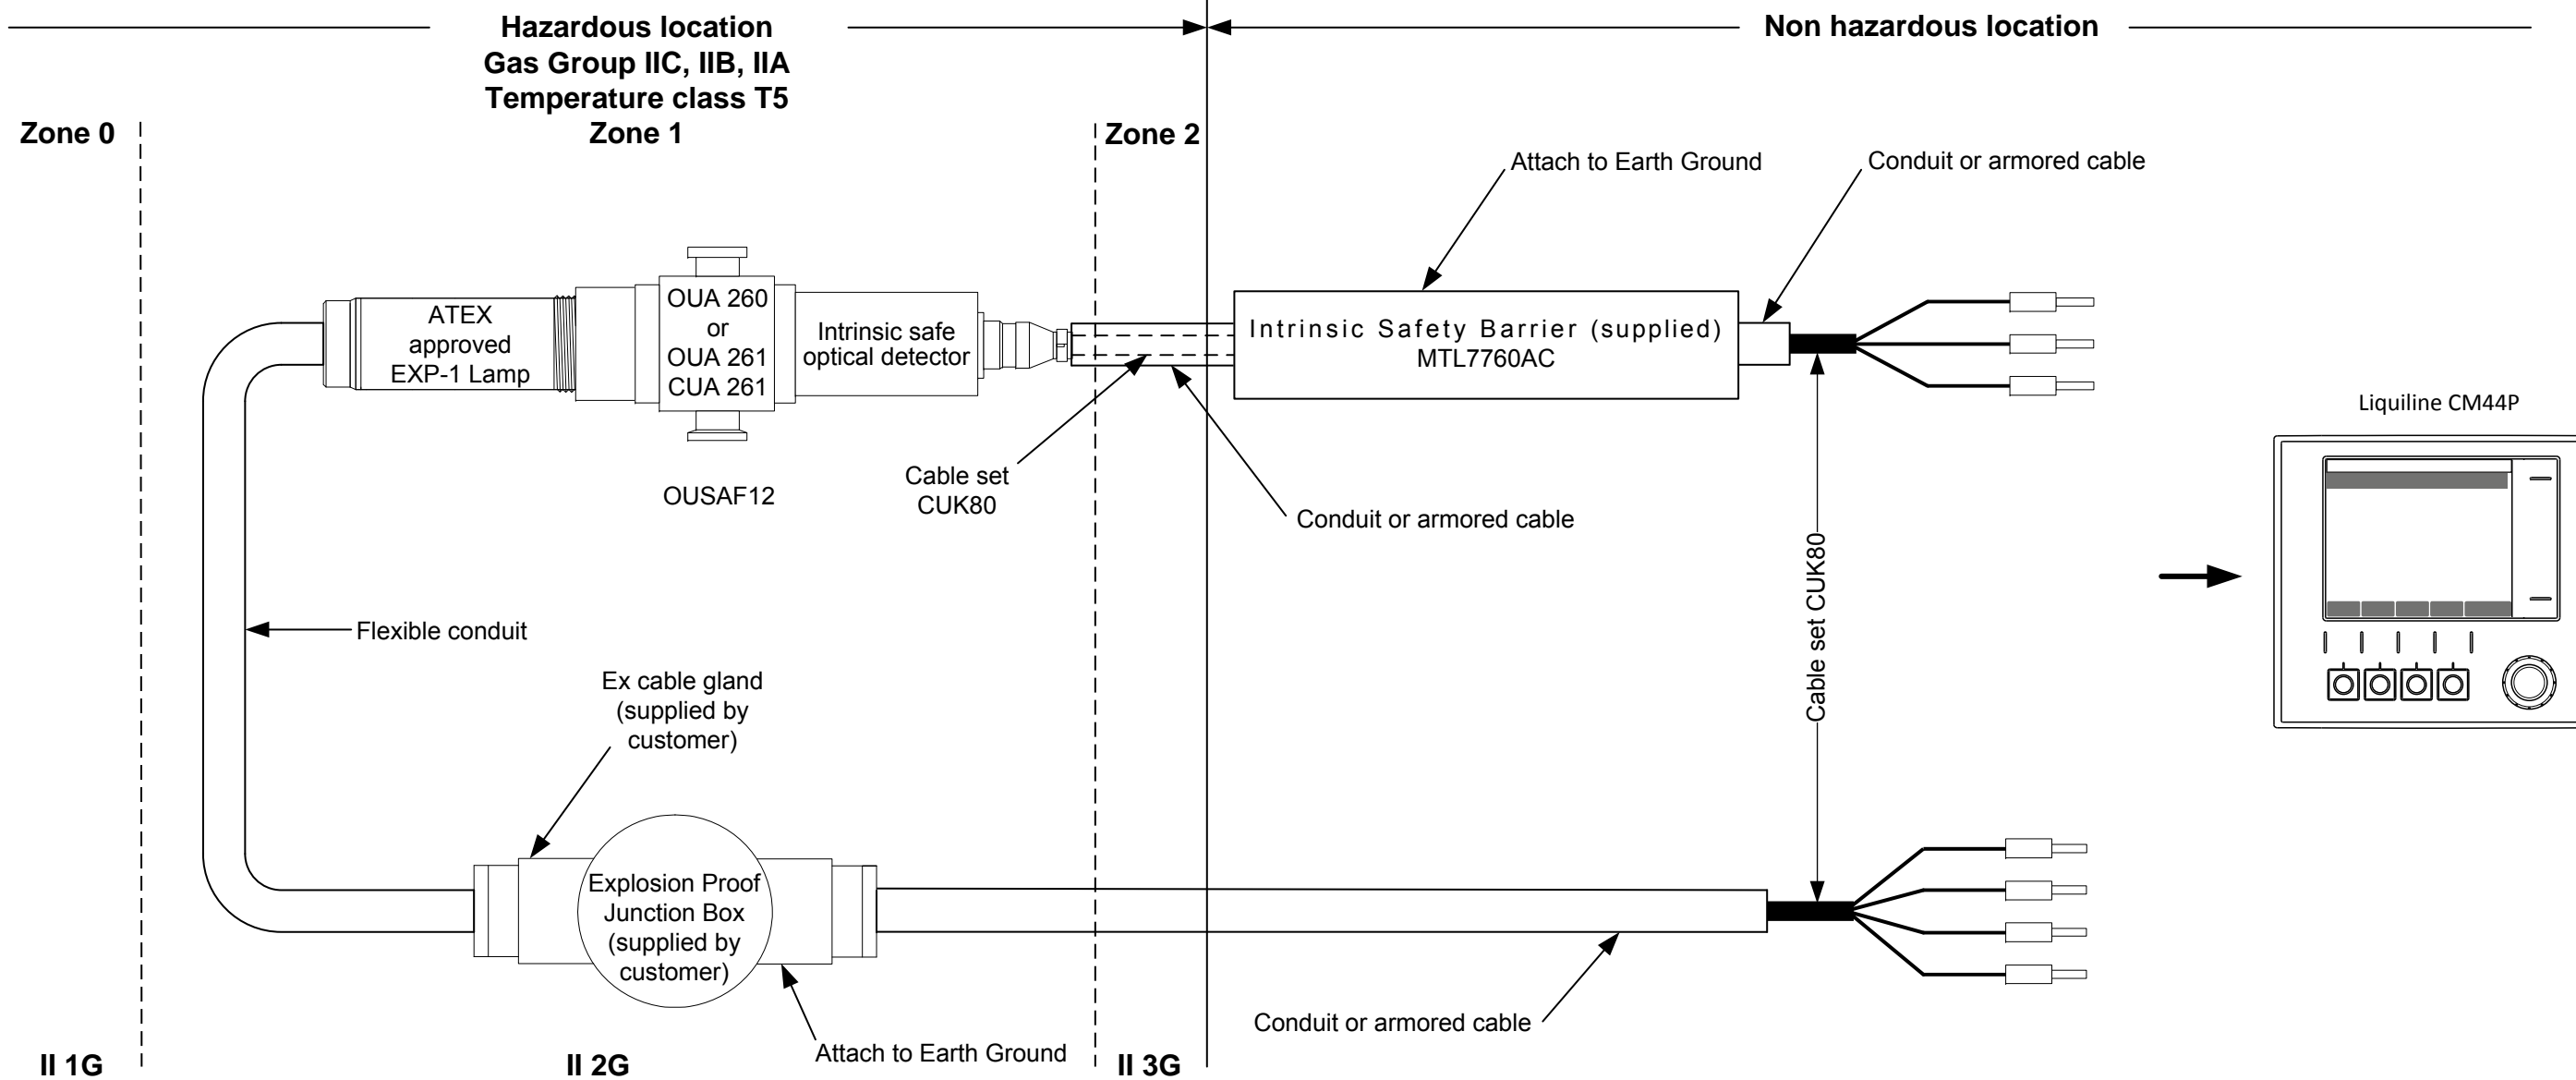 Hazardous location
Gas Group IIC, IIB, IIA
Temperature class T5
Non hazardous location
Zone 0
Zone 1
Zone 2
Attach to Earth Ground
Conduit or armored cable
ATEX
approved
EXP-1 Lamp
OUA 260
or
OUA 261
CUA 261
Intrinsic safe
optical detector
Intrinsic Safety Barrier (supplied)
MTL7760AC
Liquiline CM44P
OUSAF12
Cable set
CUK80
Conduit or armored cable
Cable set CUK80
Flexible conduit
Ex cable gland
(supplied by
customer)
Explosion Proof
Junction Box
(supplied by
customer)
Conduit or armored cable
Attach to Earth Ground
II 1G
II 2G
II 3G